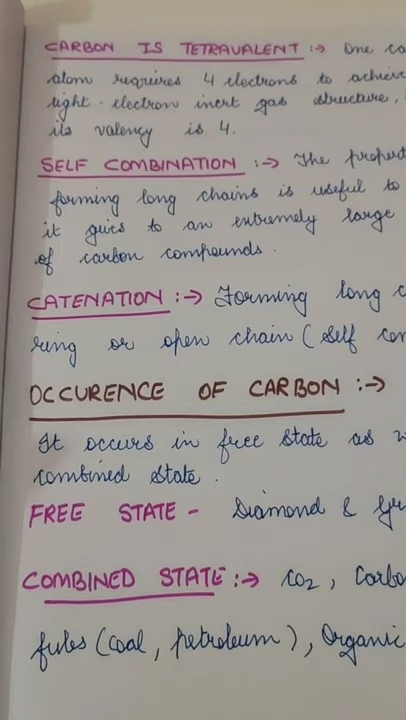 CARBON IS TETRAVALENT :→ One
atom requires 4 electrons to
eight-electron inert gas structure,
its valency is 4.
SELF COMBINATION :→ The
forming long chains is useful to
it gives to an extremely large
of carbon compounds.
CATENATION :→ Forming long
ring or open chain (Self
OCCURENCE OF CARBON :→
It occurs in free state as
combined state.
FREE STATE - Diamond &
COMBINED STATE :→ CO2,
fules (coal, petroleum), Organic